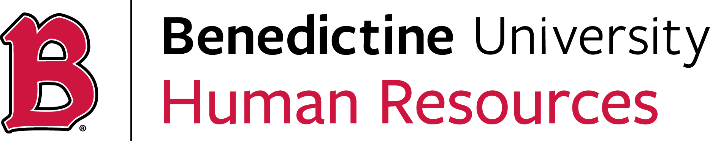 B®
Benedictine University
Human Resources